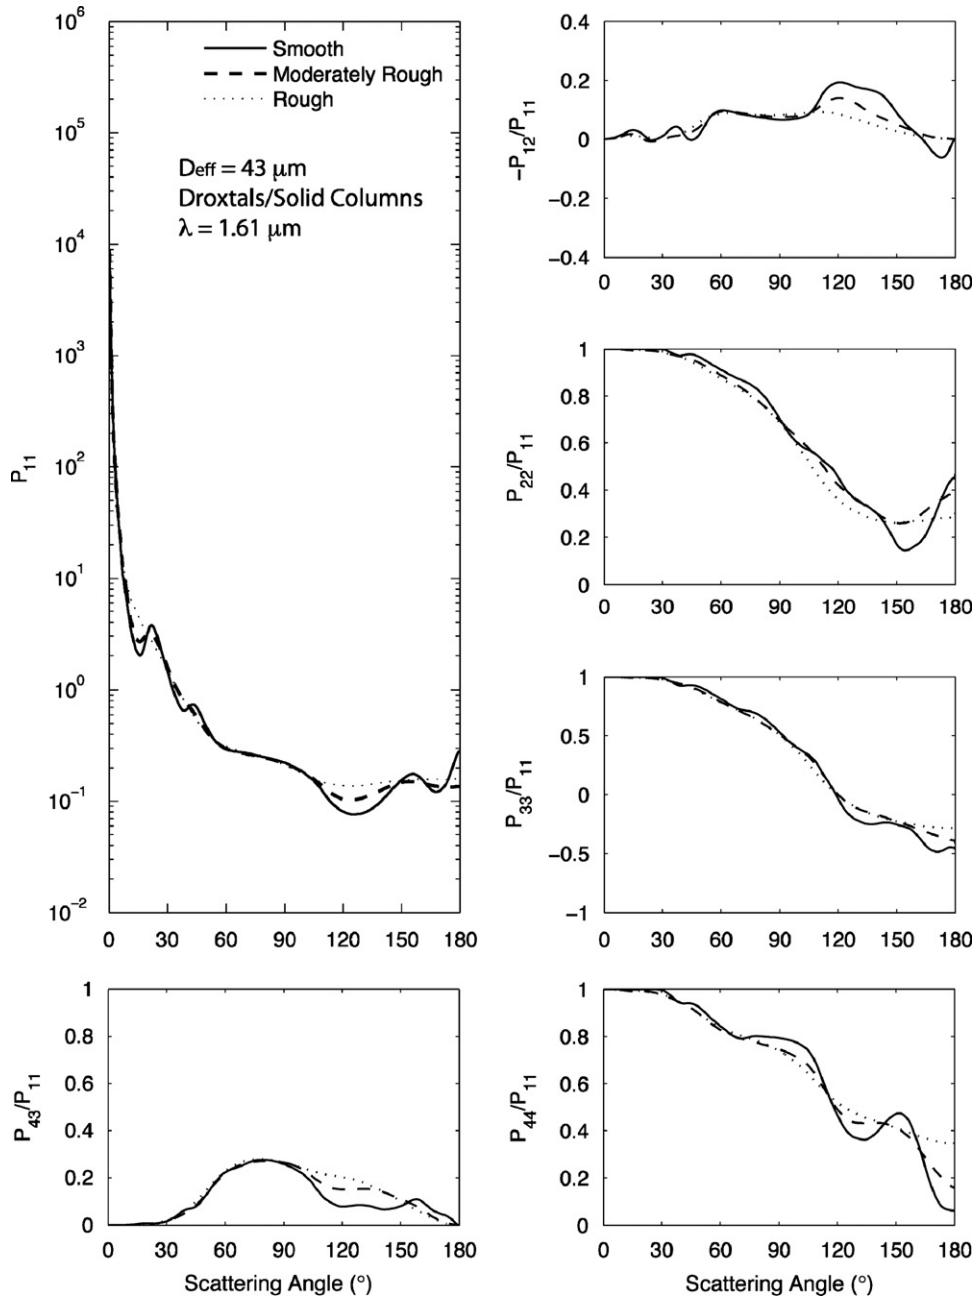 10^6
10^5
10^4
10^3
10^2
10^1
10^0
10^−1
10^−2
P11
Smooth
Moderately Rough
Rough
Deff = 43 μm
Droxtals/Solid Columns
λ = 1.61 μm
0 30 60 90 120 150 180
0.4
0.2
0
−0.2
−0.4
−P12/P11
0 30 60 90 120 150 180
1
0.8
0.6
0.4
0.2
0
P22/P11
0 30 60 90 120 150 180
1
0.5
0
−0.5
−1
P33/P11
0 30 60 90 120 150 180
1
0.8
0.6
0.4
0.2
0
P43/P11
0 30 60 90 120 150 180
Scattering Angle (°)
1
0.8
0.6
0.4
0.2
0
P44/P11
0 30 60 90 120 150 180
Scattering Angle (°)